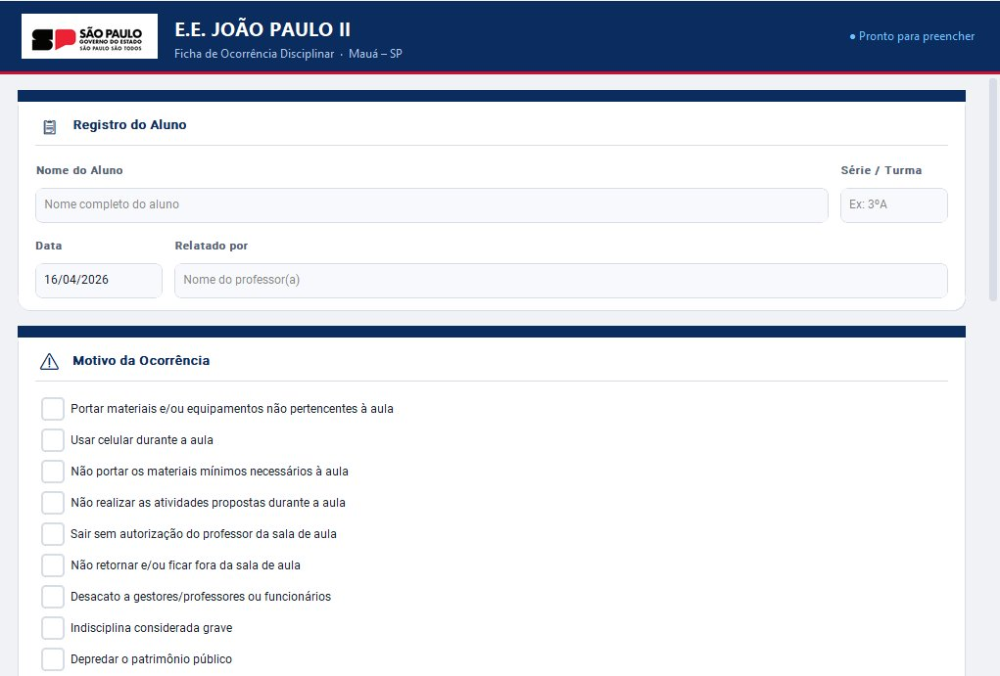 SÃO PAULO
GOVERNO DO ESTADO
SÃO PAULO SÃO TODOS
E.E. JOÃO PAULO II
Ficha de Ocorrência Disciplinar · Mauá – SP
● Pronto para preencher
Registro do Aluno
Nome do Aluno Série / Turma
Nome completo do aluno Ex: 3ºA
Data Relatado por
16/04/2026 Nome do professor(a)
Motivo da Ocorrência
Portar materiais e/ou equipamentos não pertencentes à aula
Usar celular durante a aula
Não portar os materiais mínimos necessários à aula
Não realizar as atividades propostas durante a aula
Sair sem autorização do professor da sala de aula
Não retornar e/ou ficar fora da sala de aula
Desacato a gestores/professores ou funcionários
Indisciplina considerada grave
Depredar o patrimônio público